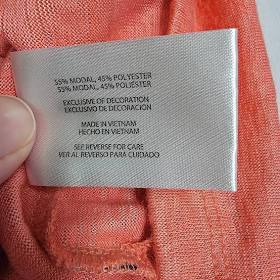 55% MODAL, 45% POLYESTER
55% MODAL, 45% POLIESTER
EXCLUSIVE OF DECORATION
EXCLUSIVO DE DECORACIÓN
MADE IN VIETNAM
HECHO EN VIETNAM
SEE REVERSE FOR CARE
VER AL REVERSO PARA CUIDADO